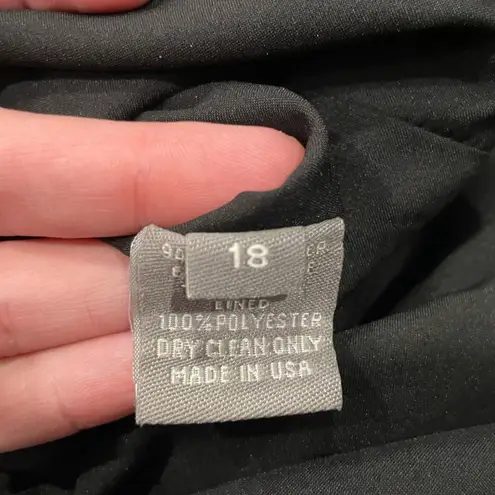 18
LINED
100% POLYESTER
DRY CLEAN ONLY
MADE IN USA